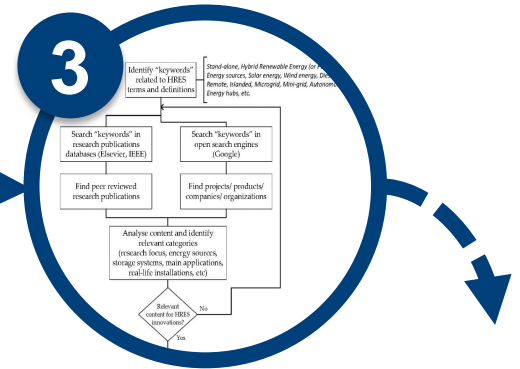 3
Identify “keywords”
related to HRES
terms and definitions
Stand-alone, Hybrid Renewable Energy (or
Energy sources, Solar energy, Wind energy,
Remote, Islanded, Microgrid, Mini-grid,
Energy hubs, etc.
Search “keywords” in
research publications
databases (Elsevier, IEEE)
Search “keywords” in
open search engines
(Google)
Find peer reviewed
research publications
Find projects/ products/
companies/ organizations
Analyse content and identify
relevant categories
(research focus, energy sources,
storage systems, main applications,
real-life installations, etc)
Relevant
content for HRES
innovations?
No
Yes